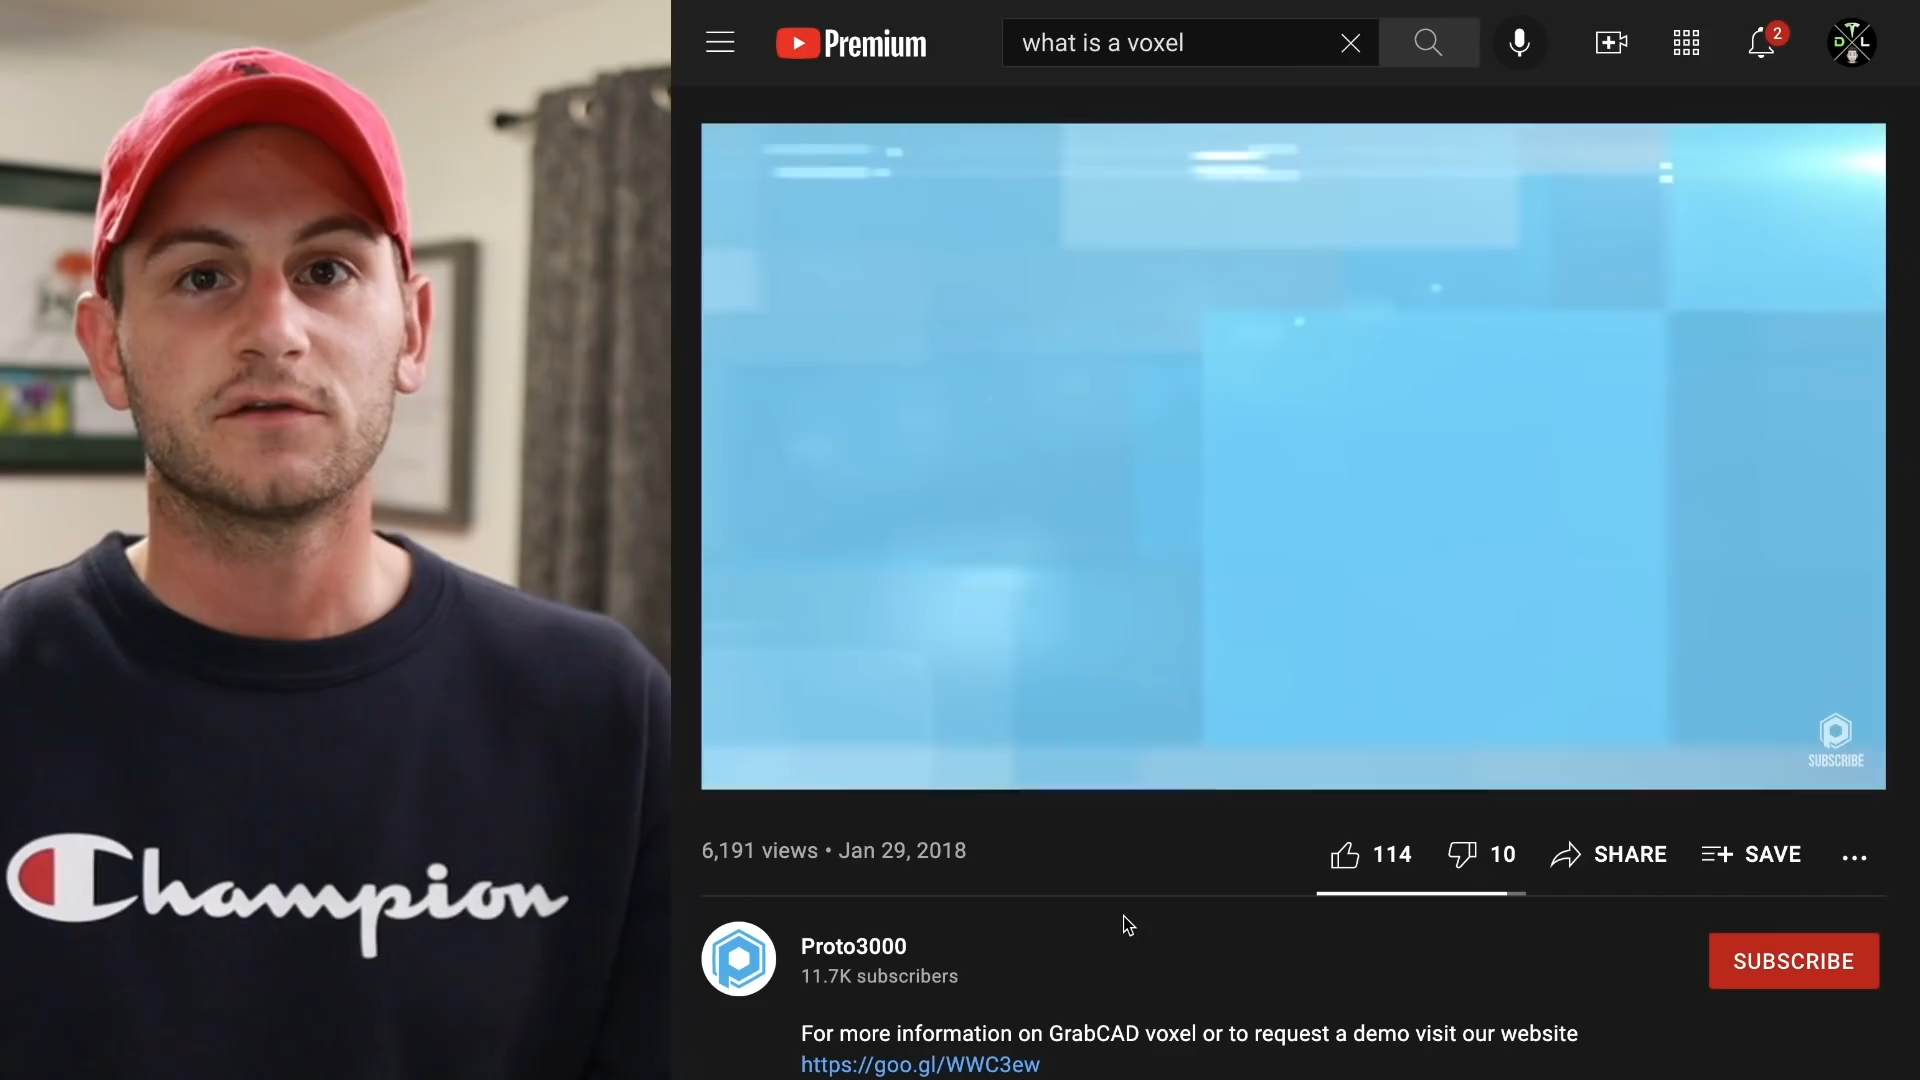 Premium
what is a voxel
2
D T L
SUBSCRIBE
6,191 views • Jan 29, 2018
114
10
SHARE
SAVE
Champion
Proto3000
11.7K subscribers
SUBSCRIBE
For more information on GrabCAD voxel or to request a demo visit our website
https://goo.gl/WWC3ew